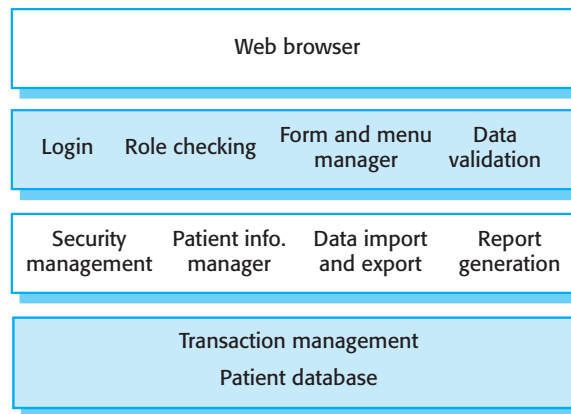 Web browser
Login Role checking Form and menu manager Data validation
Security management Patient info. manager Data import and export Report generation
Transaction management
Patient database